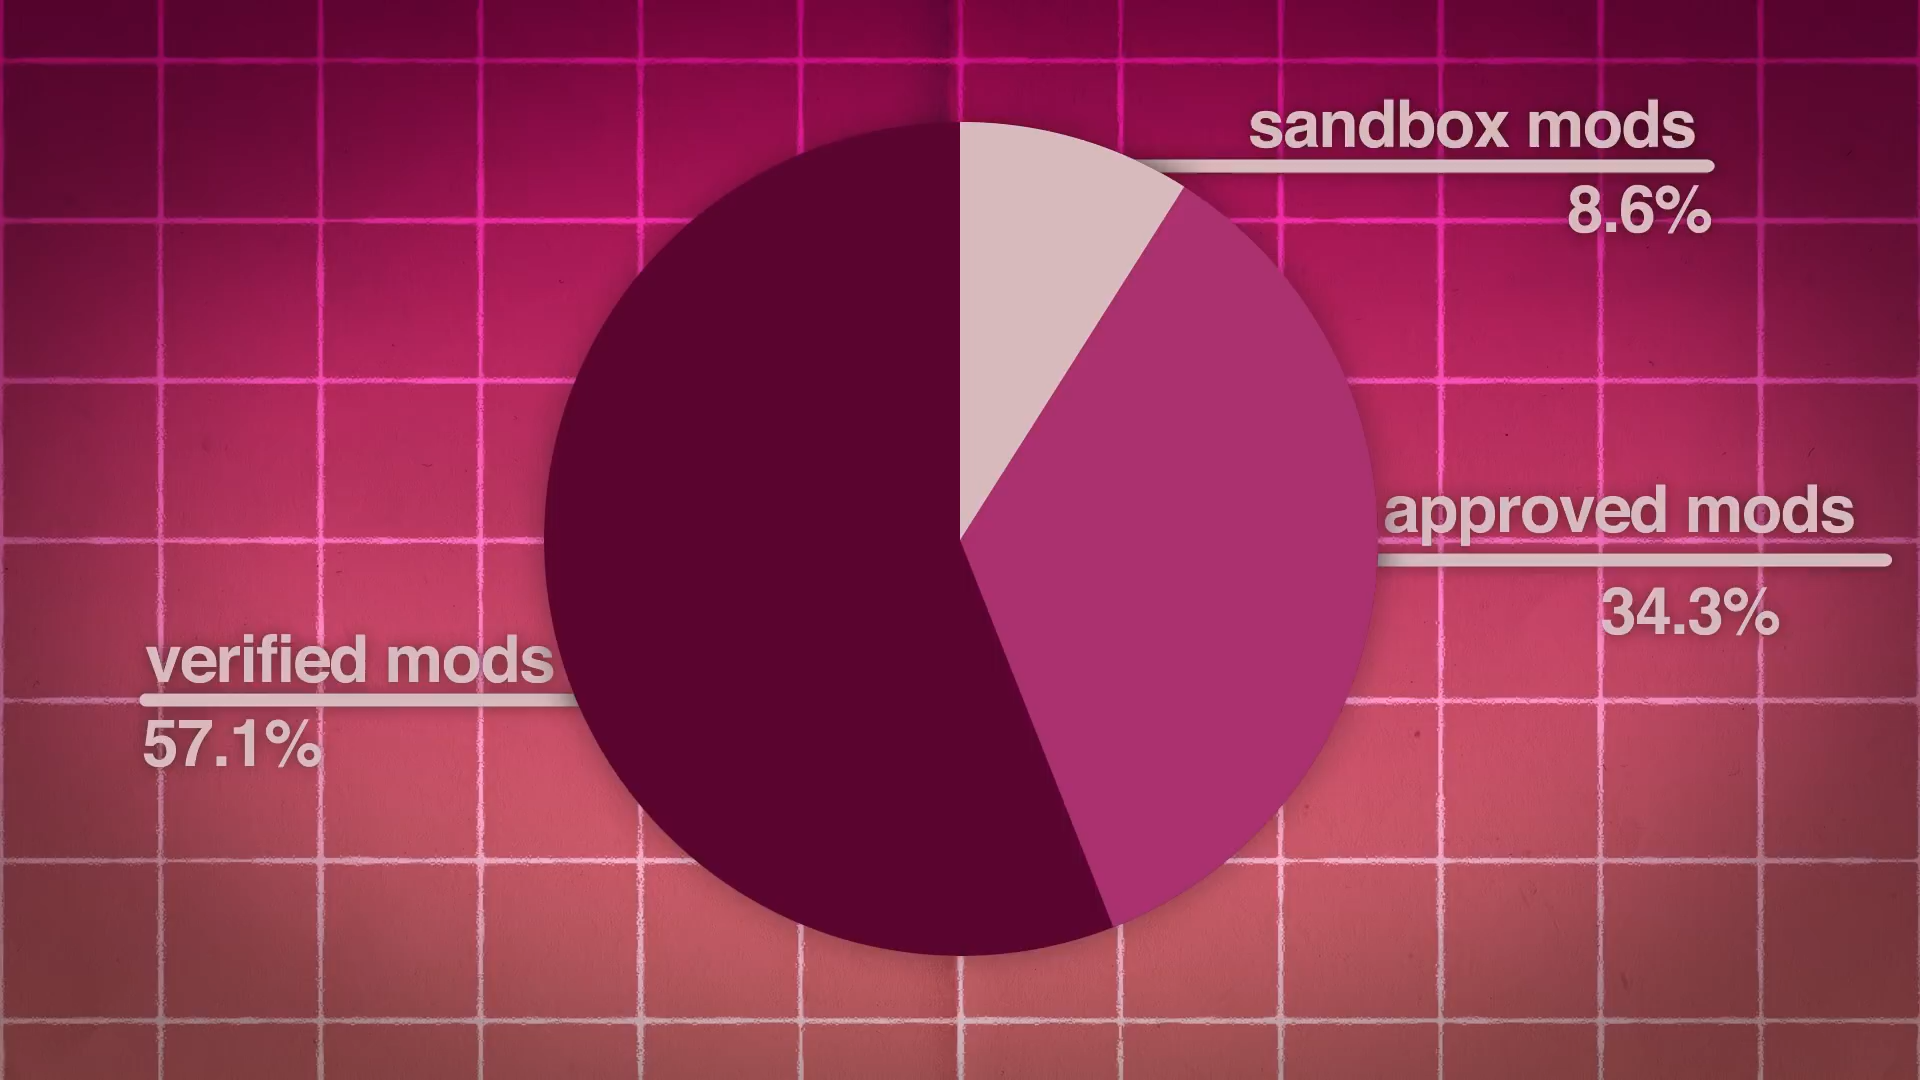 sandbox mods
8.6%
approved mods
34.3%
verified mods
57.1%